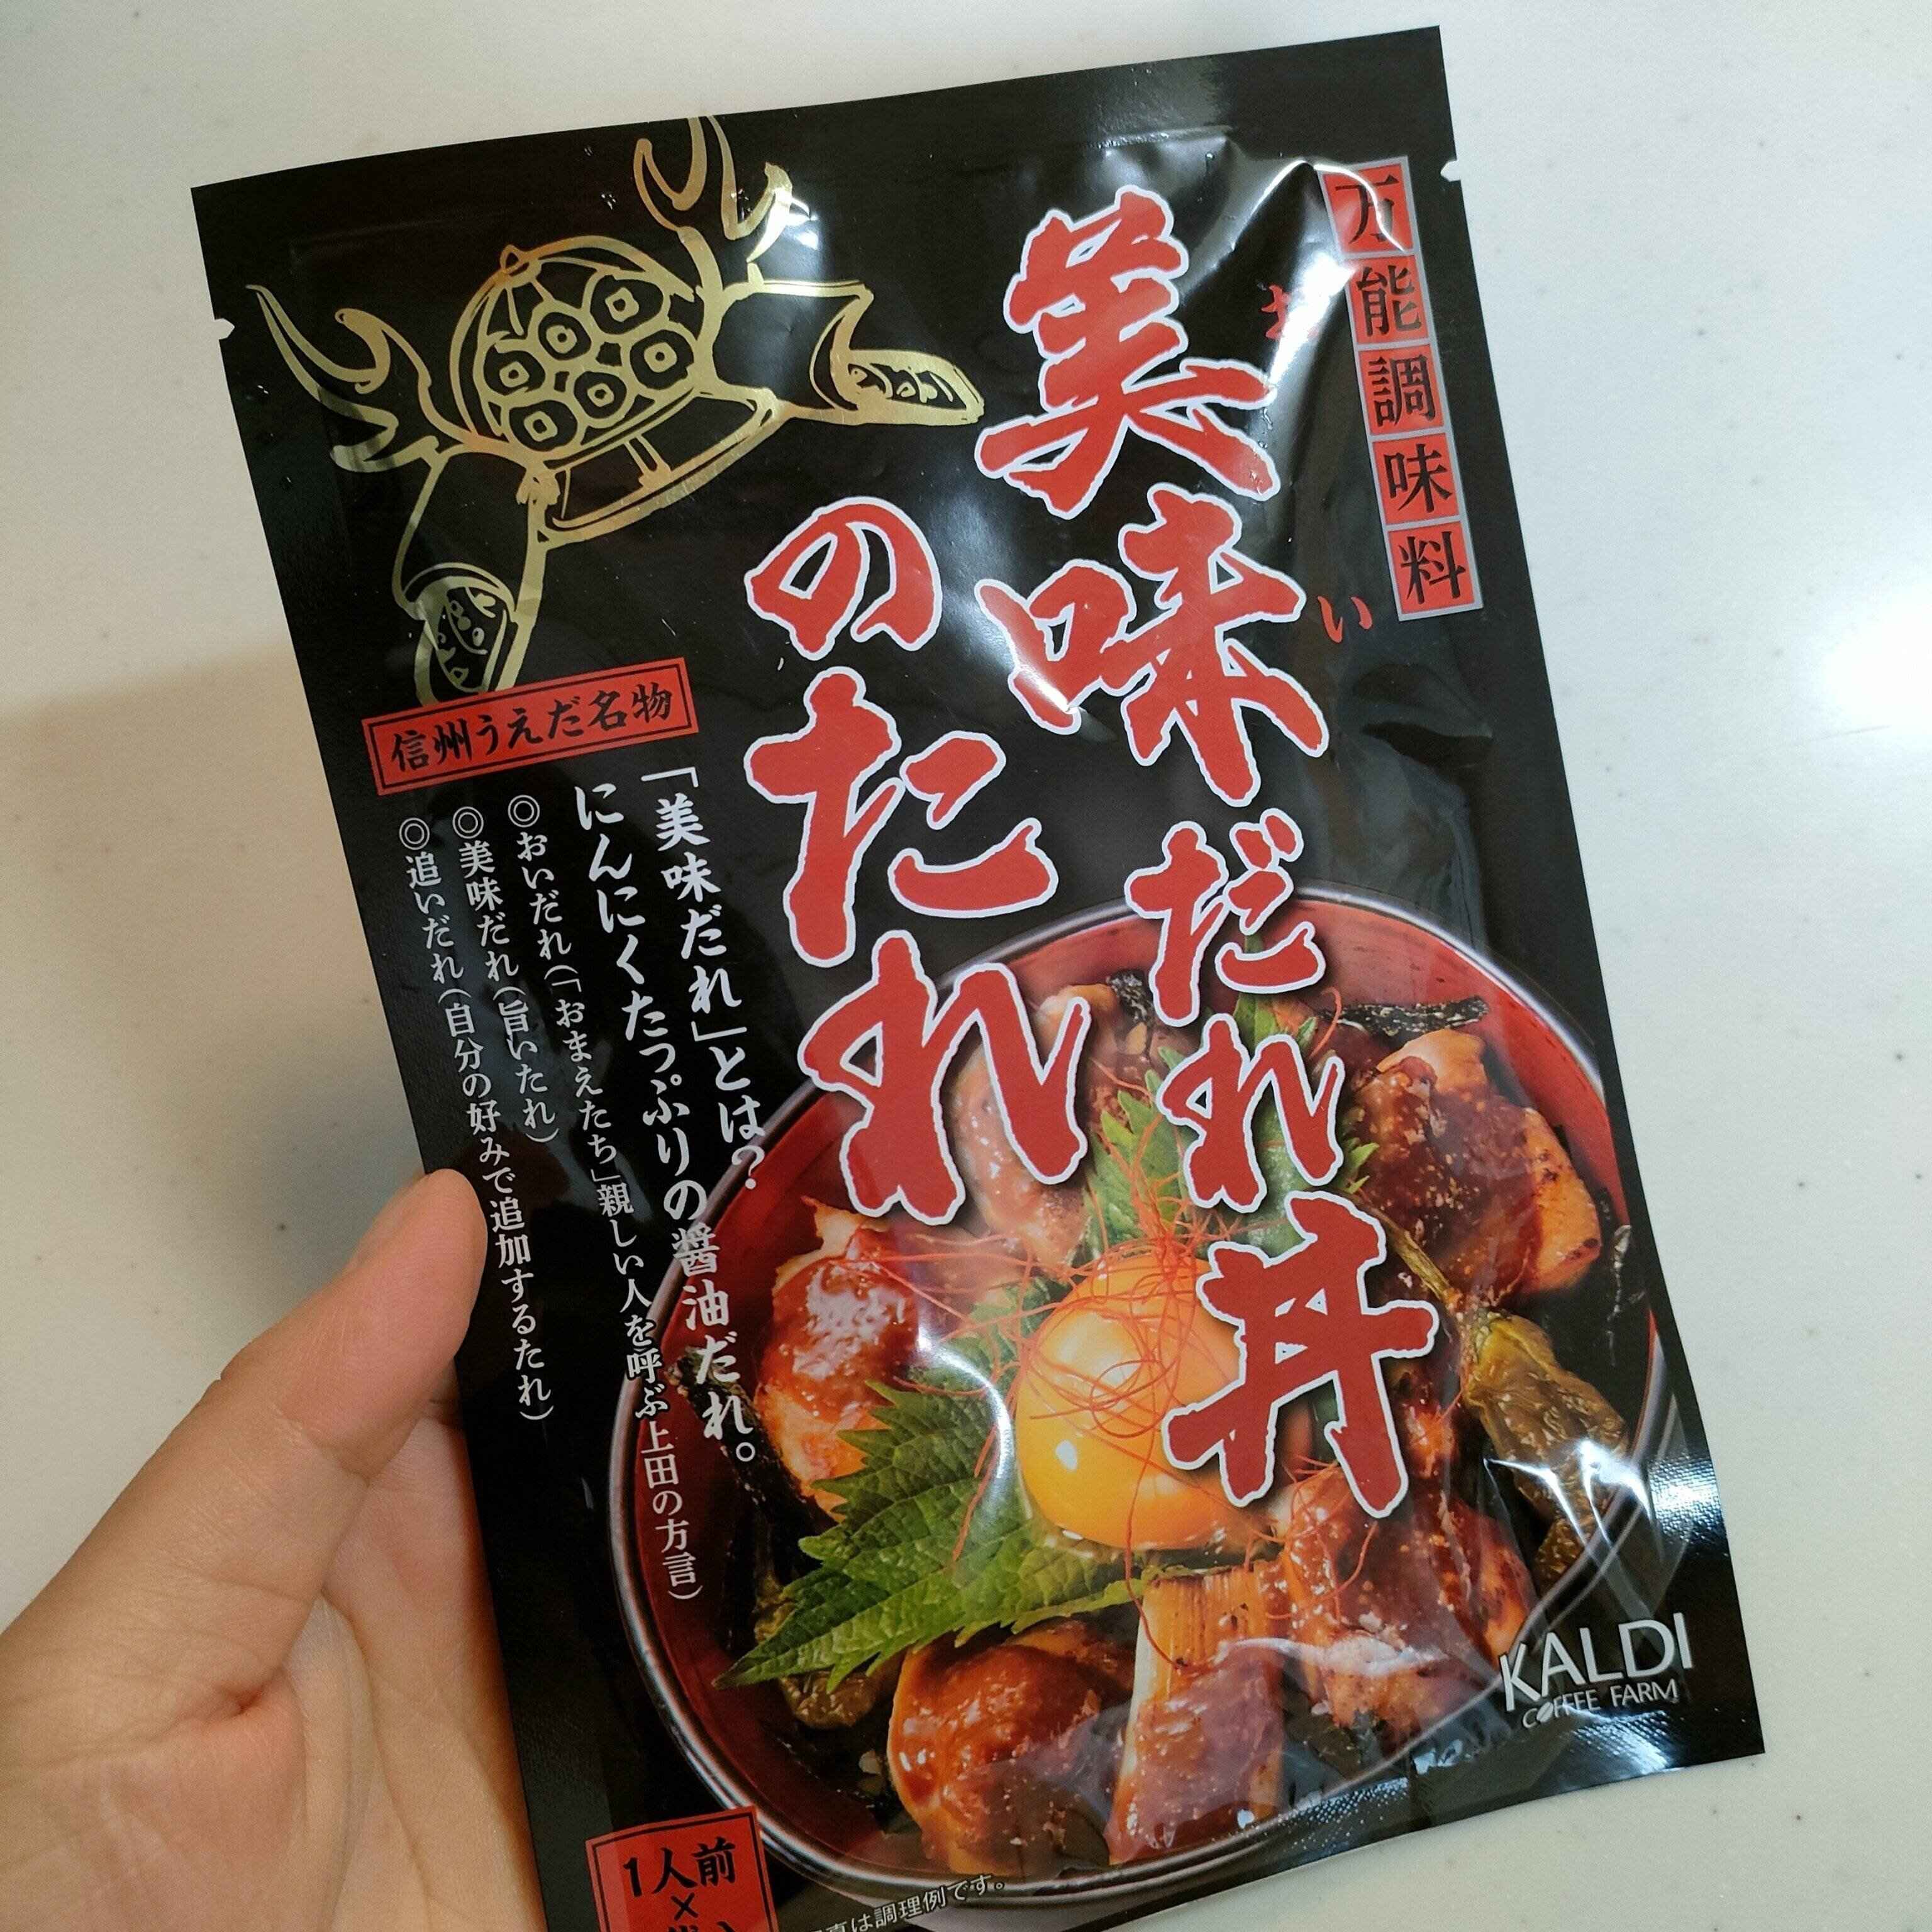 万能調味料
おい
美味だれ丼
のたれ
信州うえだ名物
「美味だれ」とは?
にんにくたっぷりの醤油だれ。
◎おいだれ(「おまえたち」親しい人を呼ぶ上田の方言)
◎美味だれ(旨いたれ)
◎追いだれ(自分の好みで追加するたれ)
KALDI
COFFEE FARM
1人前
×
は調理例です。